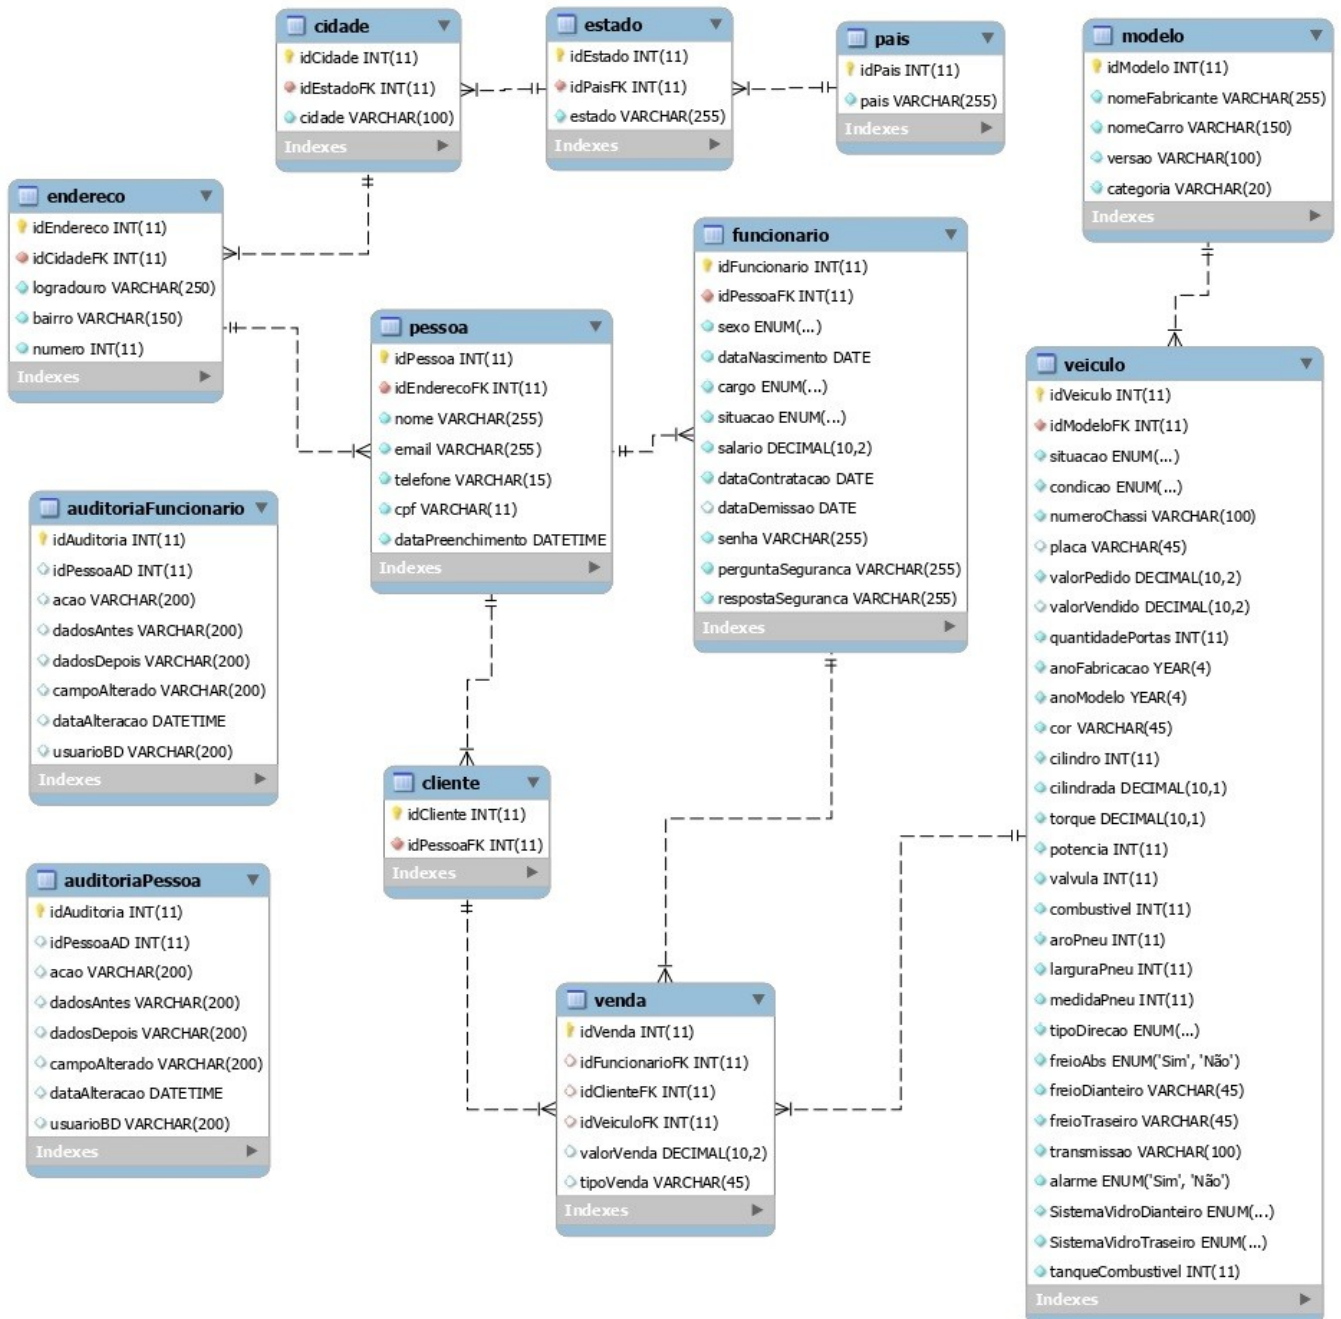 cidade
idCidade INT(11)
idEstadoFK INT(11)
cidade VARCHAR(100)
Indexes
estado
idEstado INT(11)
idPaisFK INT(11)
estado VARCHAR(255)
Indexes
pais
idPais INT(11)
pais VARCHAR(255)
Indexes
modelo
idModelo INT(11)
nomeFabricante VARCHAR(255)
nomeCarro VARCHAR(150)
versao VARCHAR(100)
categoria VARCHAR(20)
Indexes
endereco
idEndereco INT(11)
idCidadeFK INT(11)
logradouro VARCHAR(250)
bairro VARCHAR(150)
numero INT(11)
Indexes
pessoa
idPessoa INT(11)
idEnderecoFK INT(11)
nome VARCHAR(255)
email VARCHAR(255)
telefone VARCHAR(15)
cpf VARCHAR(11)
dataPreenchimento DATETIME
Indexes
funcionario
idFuncionario INT(11)
idPessoaFK INT(11)
sexo ENUM(...)
dataNascimento DATE
cargo ENUM(...)
situacao ENUM(...)
salario DECIMAL(10,2)
dataContratacao DATE
dataDemissao DATE
senha VARCHAR(255)
perguntaSeguranca VARCHAR(255)
respostaSeguranca VARCHAR(255)
Indexes
veiculo
idVeiculo INT(11)
idModeloFK INT(11)
situacao ENUM(...)
condicao ENUM(...)
numeroChassi VARCHAR(100)
placa VARCHAR(45)
valorPedido DECIMAL(10,2)
valorVendido DECIMAL(10,2)
quantidadePortas INT(11)
anoFabricacao YEAR(4)
anoModelo YEAR(4)
cor VARCHAR(45)
cilindro INT(11)
cilindrada DECIMAL(10,1)
torque DECIMAL(10,1)
potencia INT(11)
valvula INT(11)
combustivel INT(11)
aroPneu INT(11)
larguraPneu INT(11)
medidaPneu INT(11)
tipoDirecao ENUM(...)
freioAbs ENUM('Sim', 'Não')
freioDianteiro VARCHAR(45)
freioTraseiro VARCHAR(45)
transmissao VARCHAR(100)
alarme ENUM('Sim', 'Não')
SistemaVidroDianteiro ENUM(...)
SistemaVidroTraseiro ENUM(...)
tanqueCombustivel INT(11)
Indexes
auditoriaFuncionario
idAuditoria INT(11)
idPessoaAD INT(11)
acao VARCHAR(200)
dadosAntes VARCHAR(200)
dadosDepois VARCHAR(200)
campoAlterado VARCHAR(200)
dataAlteracao DATETIME
usuarioBD VARCHAR(200)
Indexes
cliente
idCliente INT(11)
idPessoaFK INT(11)
Indexes
auditoriaPessoa
idAuditoria INT(11)
idPessoaAD INT(11)
acao VARCHAR(200)
dadosAntes VARCHAR(200)
dadosDepois VARCHAR(200)
campoAlterado VARCHAR(200)
dataAlteracao DATETIME
usuarioBD VARCHAR(200)
Indexes
venda
idVenda INT(11)
idFuncionarioFK INT(11)
idClienteFK INT(11)
idVeiculoFK INT(11)
valorVenda DECIMAL(10,2)
tipoVenda VARCHAR(45)
Indexes